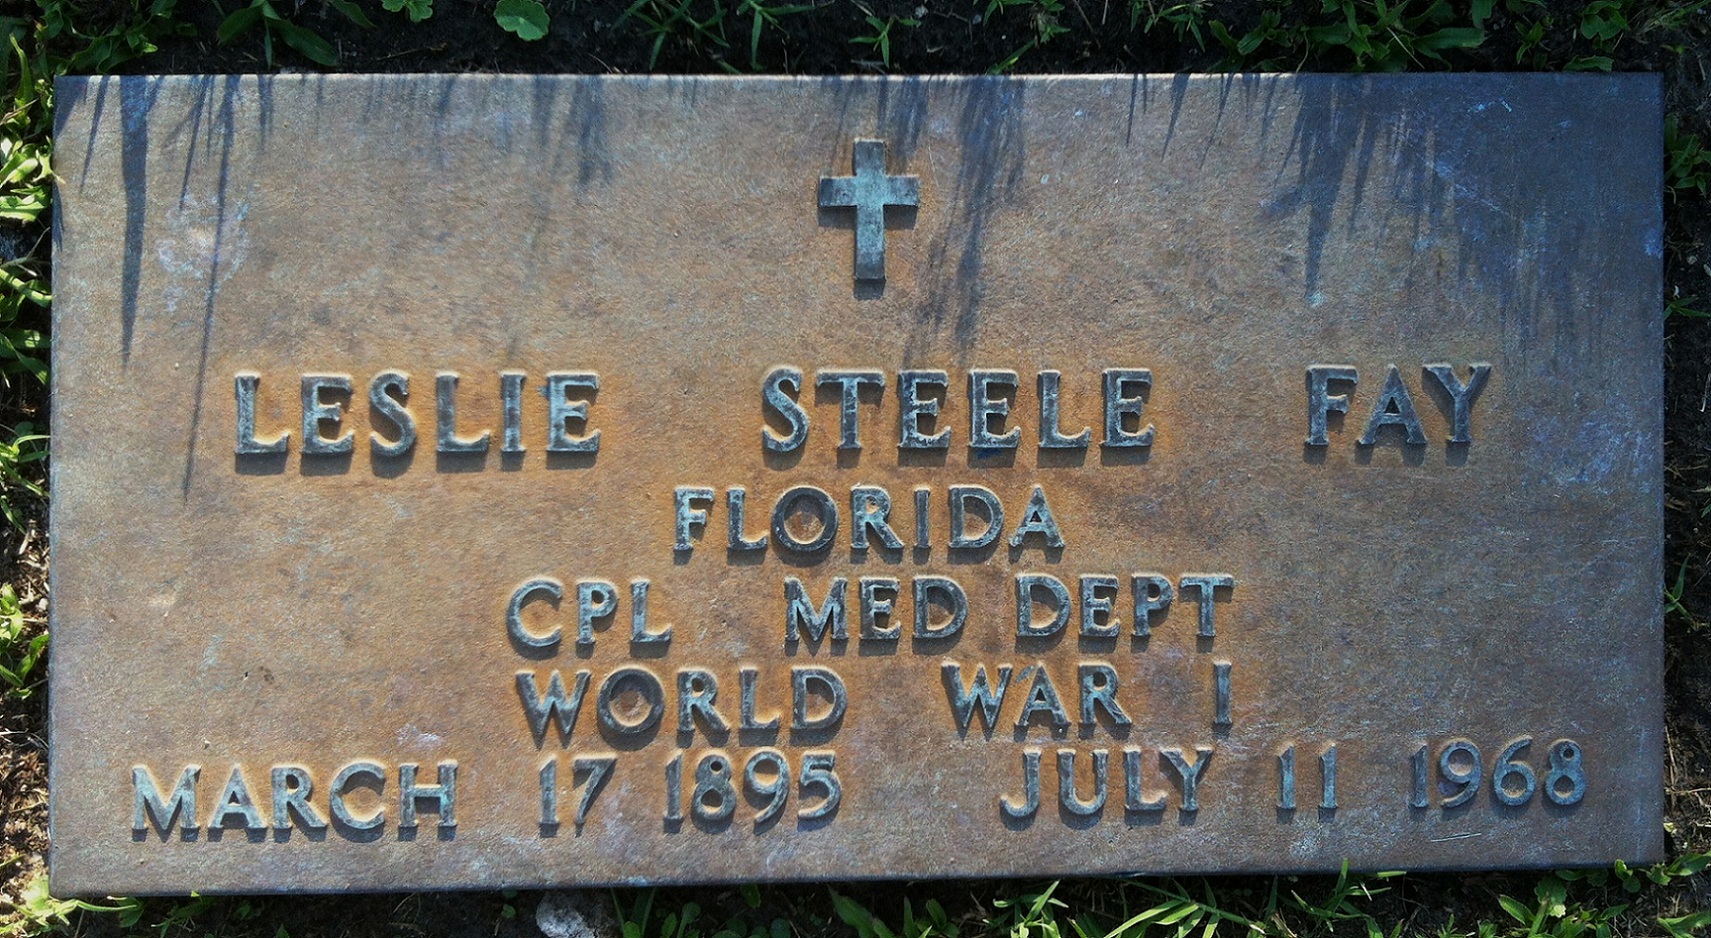 LESLIE STEELE FAY
FLORIDA
CPL MED DEPT
WORLD WAR I
MARCH 17 1895 JULY 11 1968